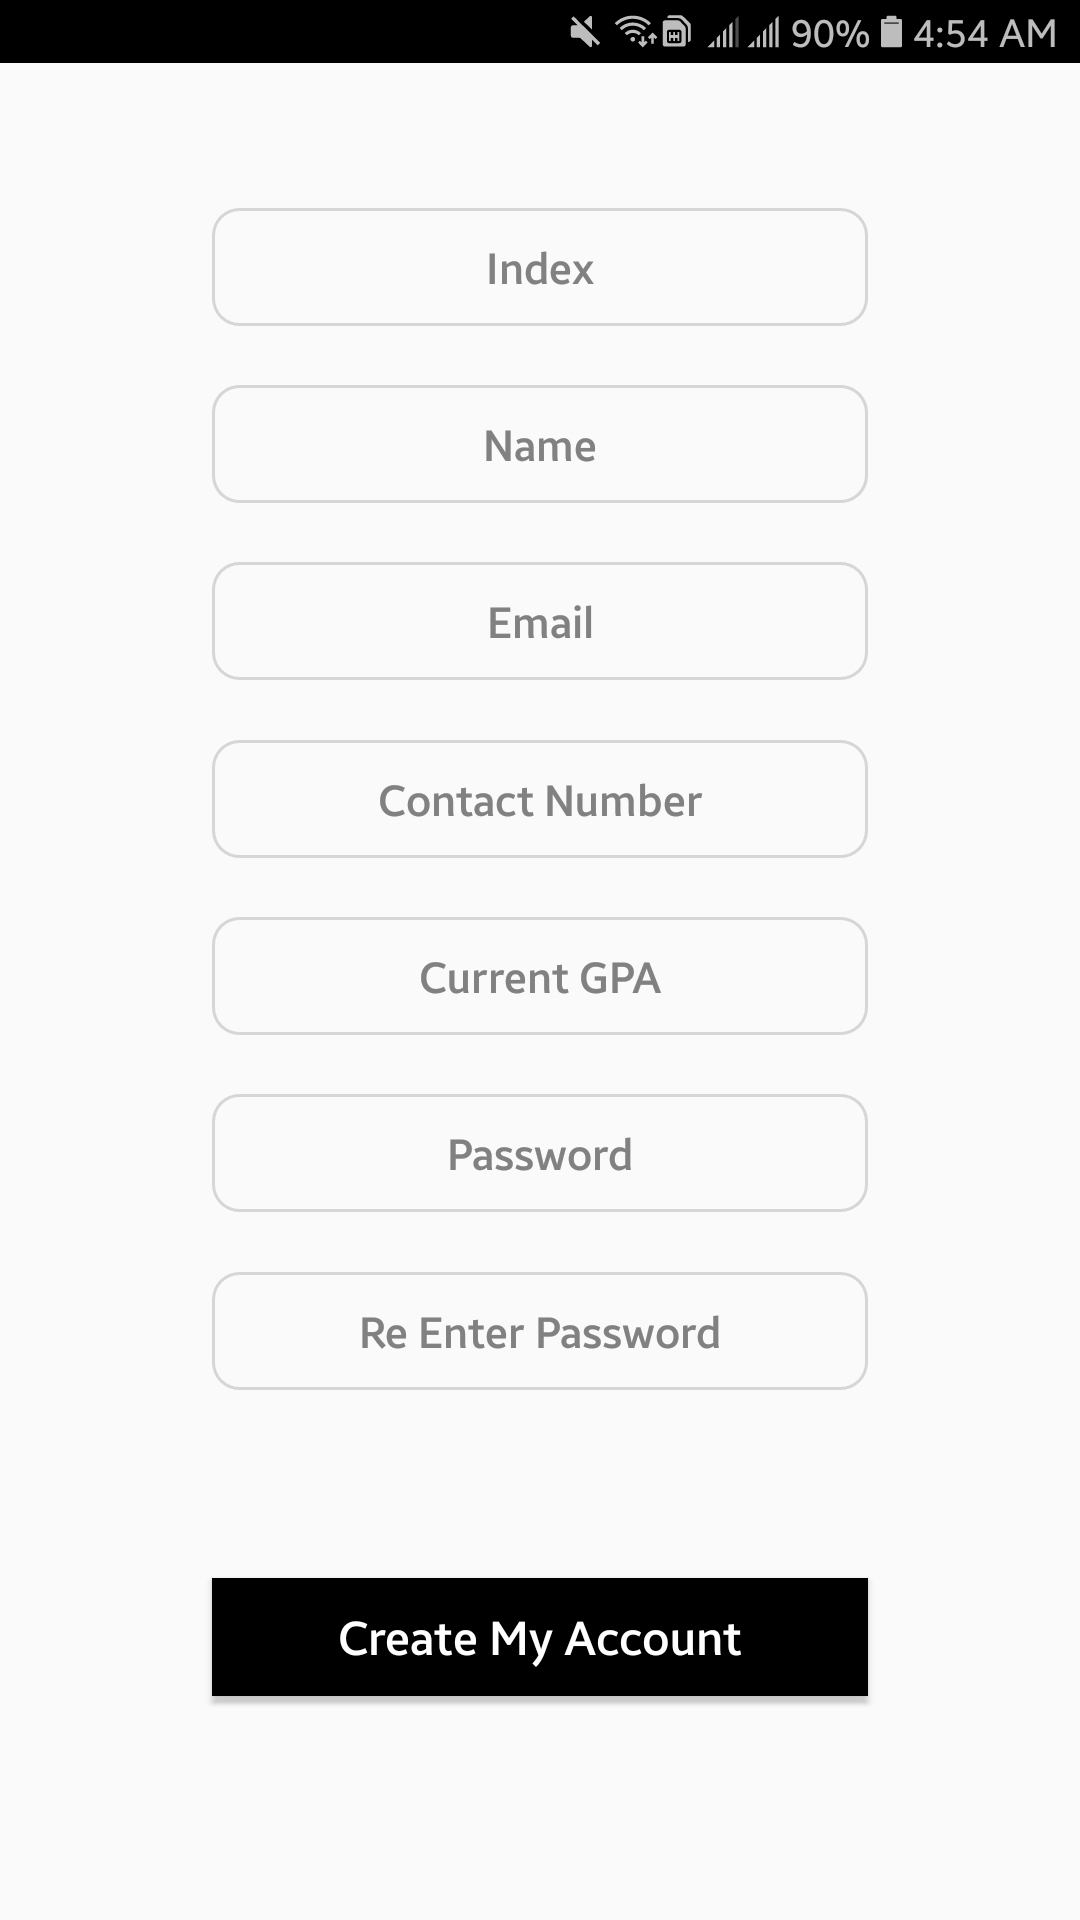 90% 4:54 AM
Index
Name
Email
Contact Number
Current GPA
Password
Re Enter Password
Create My Account